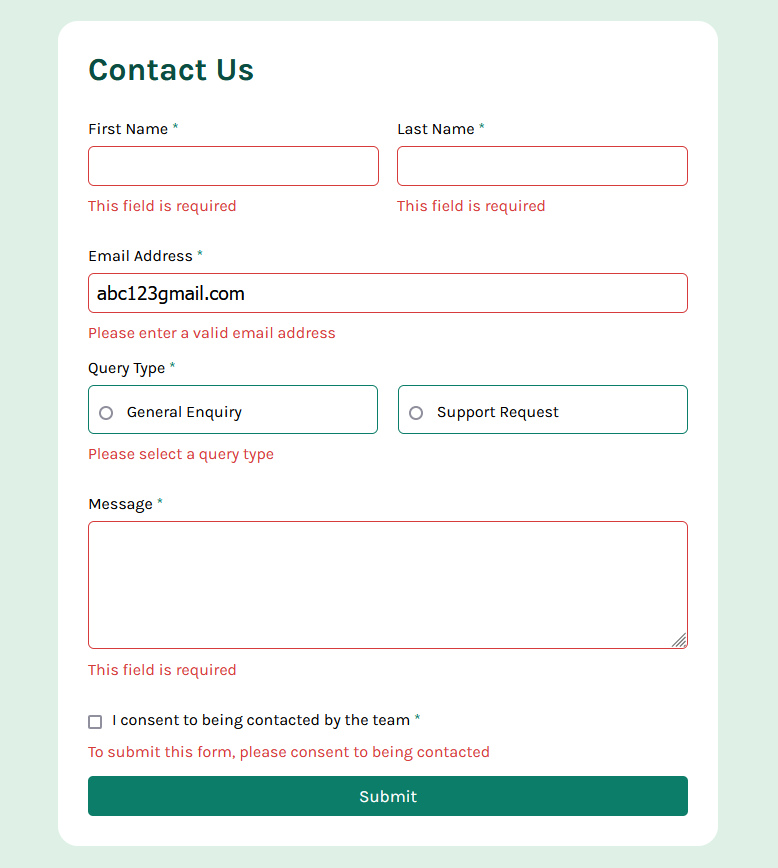 Contact Us
First Name *
Last Name *
This field is required
This field is required
Email Address *
abc123gmail.com
Please enter a valid email address
Query Type *
General Enquiry
Support Request
Please select a query type
Message *
This field is required
I consent to being contacted by the team *
To submit this form, please consent to being contacted
Submit